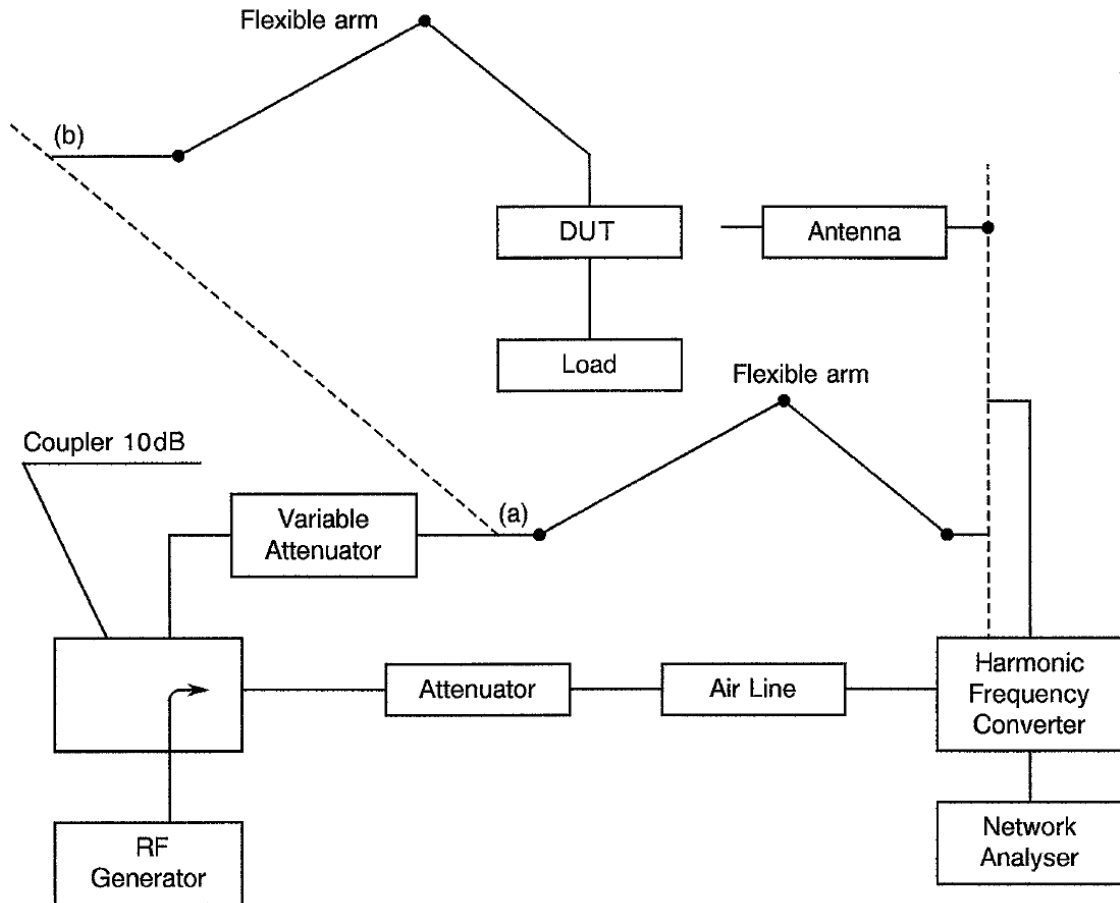 Flexible arm
(b)
DUT
Antenna
Load
Flexible arm
Coupler 10dB
Variable
Attenuator
(a)
Attenuator
Air Line
Harmonic
Frequency
Converter
RF
Generator
Network
Analyser